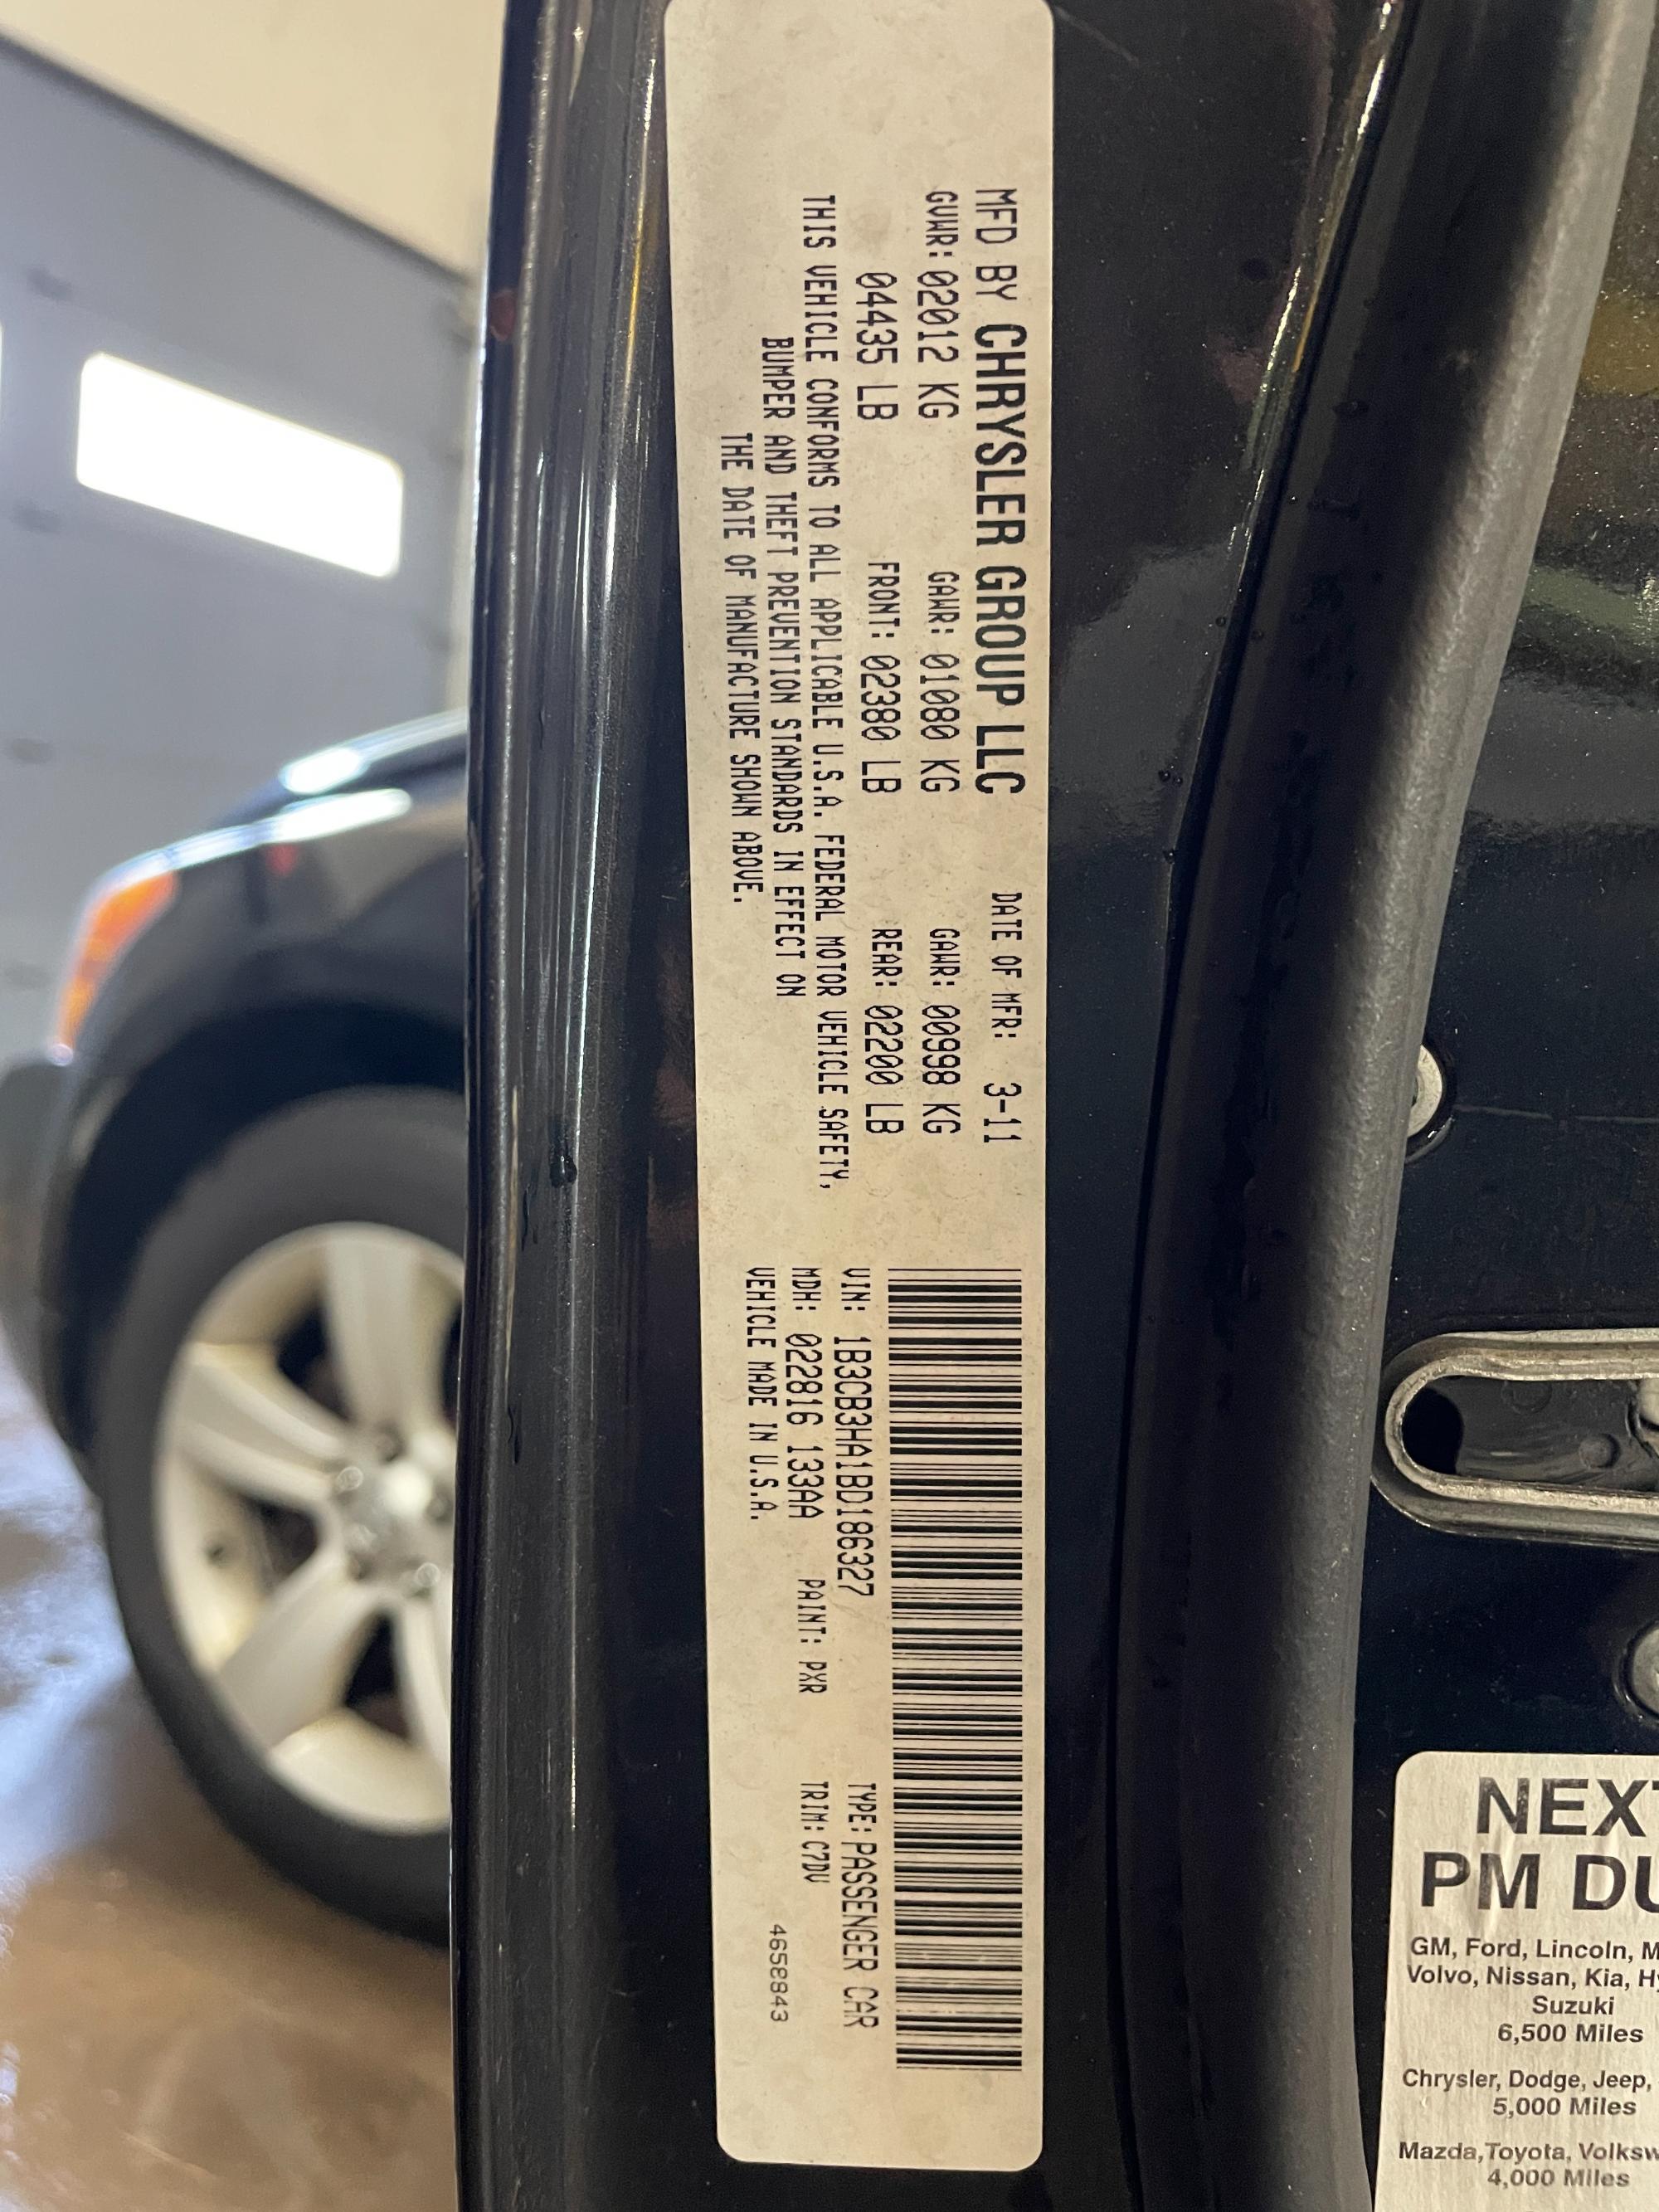 MFD BY CHRYSLER GROUP LLC DATE OF MFR: 3-11
GVWR: 02012 KG GAWR: 01080 KG GAWR: 00998 KG
04435 LB FRONT: 02380 LB REAR: 02200 LB
THIS VEHICLE CONFORMS TO ALL APPLICABLE U.S.A. FEDERAL MOTOR VEHICLE SAFETY,
BUMPER AND THEFT PREVENTION STANDARDS IN EFFECT ON
THE DATE OF MANUFACTURE SHOWN ABOVE.
VIN: 1B3CB3HA1BD186327 TYPE: PASSENGER CAR
MDH: 022816 133AA PAINT: PXR TRIM: C7DV
VEHICLE MADE IN U.S.A. 4658843
NEXT
PM DU
GM, Ford, Lincoln, M
Volvo, Nissan, Kia, Hy
Suzuki
6,500 Miles
Chrysler, Dodge, Jeep,
5,000 Miles
Mazda,Toyota, Volksw
4,000 Miles